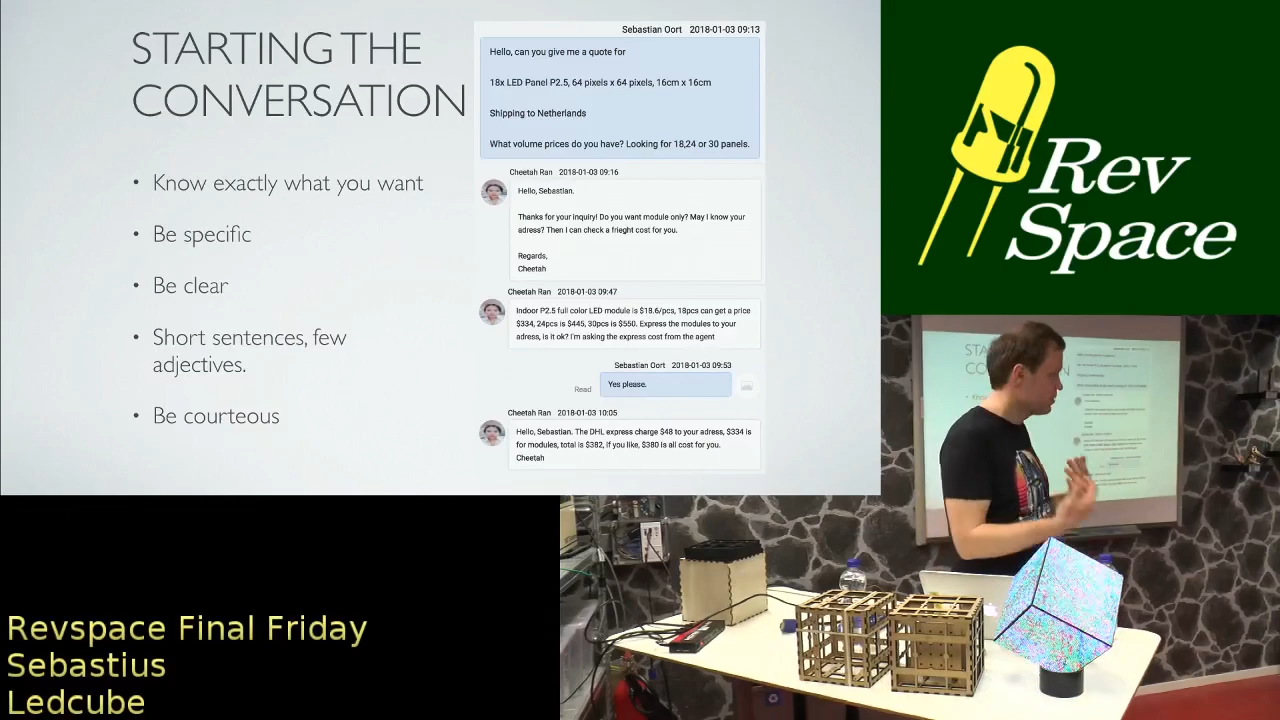 STARTING THE
CONVERSATION
• Know exactly what you want
• Be specific
• Be clear
• Short sentences, few
adjectives.
• Be courteous
Sebastian Oort 2018-01-03 09:13
Hello, can you give me a quote for
18x LED Panel P2.5, 64 pixels x 64 pixels, 16cm x 16cm
Shipping to Netherlands
What volume prices do you have? Looking for 18,24 or 30 panels.
Cheetah Ran 2018-01-03 09:16
Hello, Sebastian.
Thanks for your inquiry! Do you want module only? May I know your
adress? Then I can check a frieght cost for you.
Regards,
Cheetah
Cheetah Ran 2018-01-03 09:47
Indoor P2.5 full color LED module is $18.6/pcs, 18pcs can get a price
$334, 24pcs is $445, 30pcs is $550. Express the modules to your
adress, is it ok? I'm asking the express cost from the agent
Sebastian Oort 2018-01-03 09:53
Read
Yes please.
Cheetah Ran 2018-01-03 10:05
Hello, Sebastian. The DHL express charge $48 to your adress, $334 is
for modules, total is $382, if you like, $380 is all cost for you.
Cheetah
Rev
Space
Revspace Final Friday
Sebastius
Ledcube